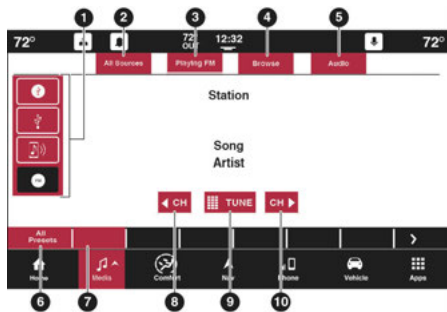 1 2 3 4 5
72° 72° OUT 12:32 72°
All Sources Playing FM Browse Audio
Station
Song
Artist
FM
CH TUNE CH
All Presets
Home Media Comfort Nav Phone Vehicle Apps
6 7 8 9 10